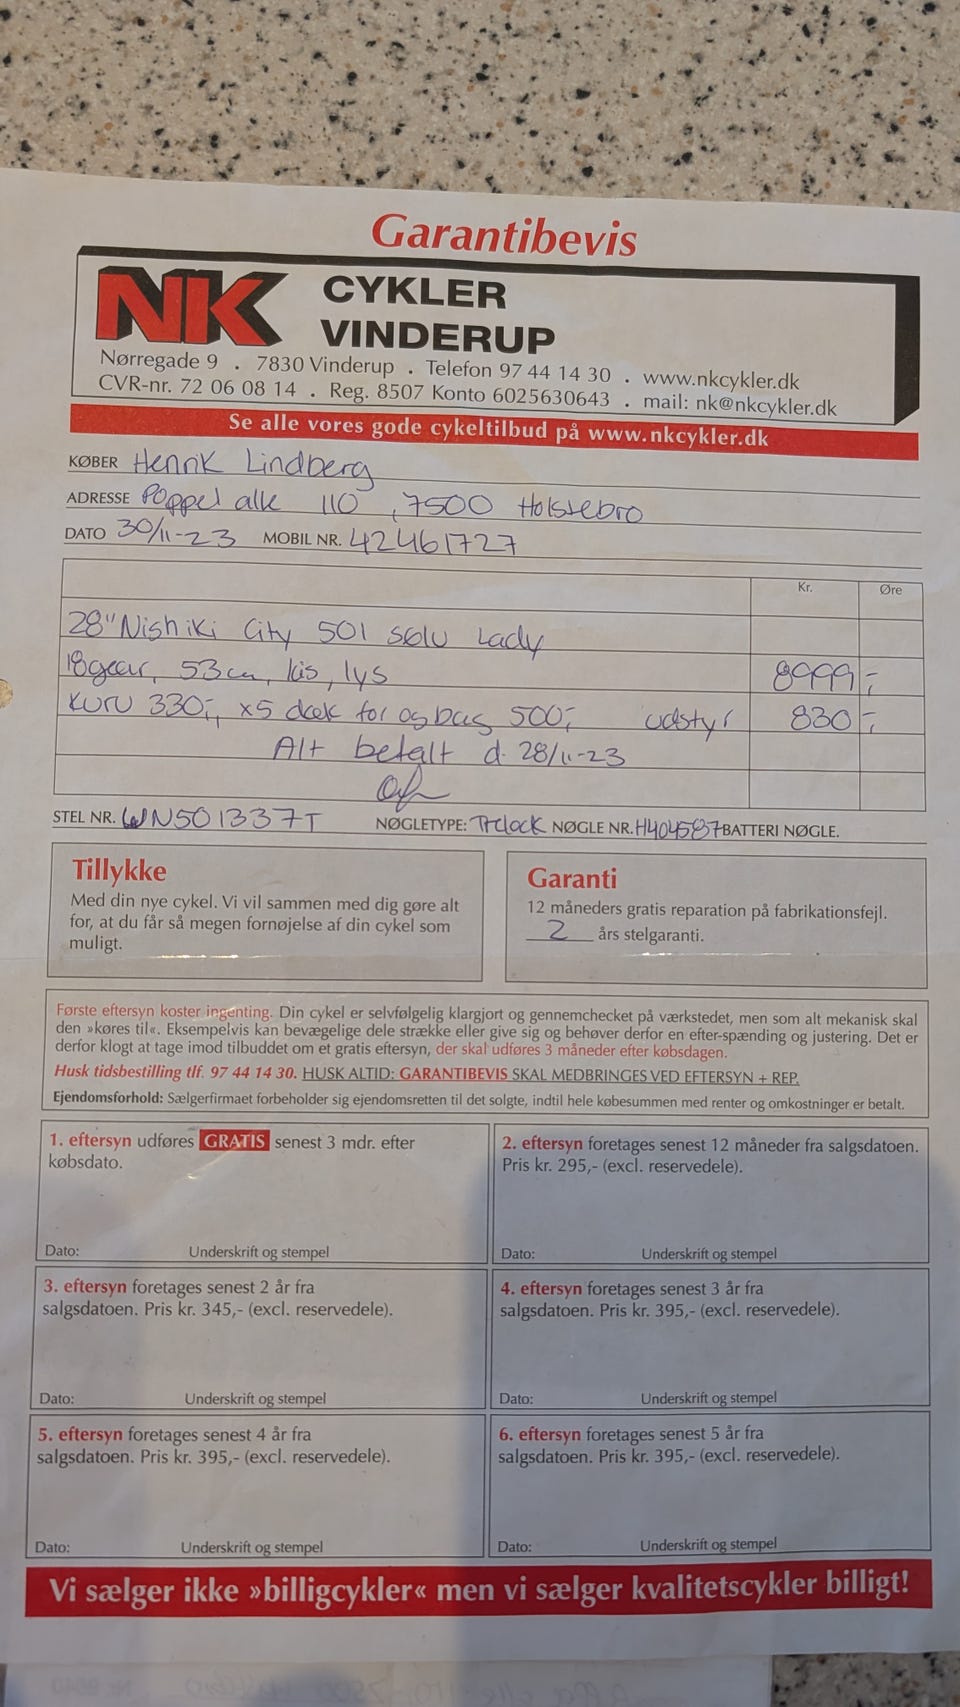 Garantibevis
NK CYKLER
VINDERUP
Nørregade 9 . 7830 Vinderup . Telefon 97 44 14 30 . www.nkcykler.dk
CVR-nr. 72 06 08 14 . Reg. 8507 Konto 6025630643 . mail: nk@nkcykler.dk
Se alle vores gode cykeltilbud på www.nkcykler.dk
KØBER Henrik Lindberg
ADRESSE Poppel alle 110, 7500 Holstebro
DATO 30/11-23 MOBIL NR. 42461727
Kr. Øre
28" Nishiki City 501 sølv Lady
18gear, 53cm, lås, lys 8999,-
Kurv 330,-, x5 dæk for og bag 500,- udstyr 830,-
Alt betalt d. 28/11-23
STEL NR. WN501337T NØGLETYPE: Trelock NØGLE NR. H404587 BATTERI NØGLE.
Tillykke
Med din nye cykel. Vi vil sammen med dig gøre alt
for, at du får så megen fornøjelse af din cykel som
muligt.
Garanti
12 måneders gratis reparation på fabrikationsfejl.
2 års stelgaranti.
Første eftersyn koster ingenting. Din cykel er selvfølgelig klargjort og gennemchecket på værkstedet, men som alt mekanisk skal
den »køres til«. Eksempelvis kan bevægelige dele strække eller give sig og behøver derfor en efter-spænding og justering. Det er
derfor klogt at tage imod tilbuddet om et gratis eftersyn, der skal udføres 3 måneder efter købsdagen.
Husk tidsbestilling tlf. 97 44 14 30. HUSK ALTID: GARANTIBEVIS SKAL MEDBRINGES VED EFTERSYN + REP.
Ejendomsforhold: Sælgerfirmaet forbeholder sig ejendomsretten til det solgte, indtil hele købesummen med renter og omkostninger er betalt.
1. eftersyn udføres GRATIS senest 3 mdr. efter
købsdato.
Dato: Underskrift og stempel
2. eftersyn foretages senest 12 måneder fra salgsdatoen.
Pris kr. 295,- (excl. reservedele).
Dato: Underskrift og stempel
3. eftersyn foretages senest 2 år fra
salgsdatoen. Pris kr. 345,- (excl. reservedele).
Dato: Underskrift og stempel
4. eftersyn foretages senest 3 år fra
salgsdatoen. Pris kr. 395,- (excl. reservedele).
Dato: Underskrift og stempel
5. eftersyn foretages senest 4 år fra
salgsdatoen. Pris kr. 395,- (excl. reservedele).
Dato: Underskrift og stempel
6. eftersyn foretages senest 5 år fra
salgsdatoen. Pris kr. 395,- (excl. reservedele).
Dato: Underskrift og stempel
Vi sælger ikke »billigcykler« men vi sælger kvalitetscykler billigt!